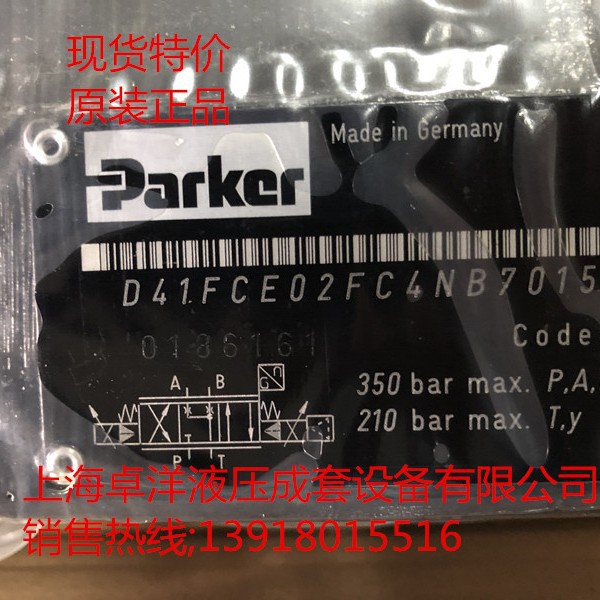 现货特价
原装正品
Made in Germany
Parker
D41FCE02FC4NB7015
Code
0186161
A B
G
350 bar max. P,A,
P T
210 bar max. T,y
上海卓洋液压成套设备有限公司
销售热线;13918015516